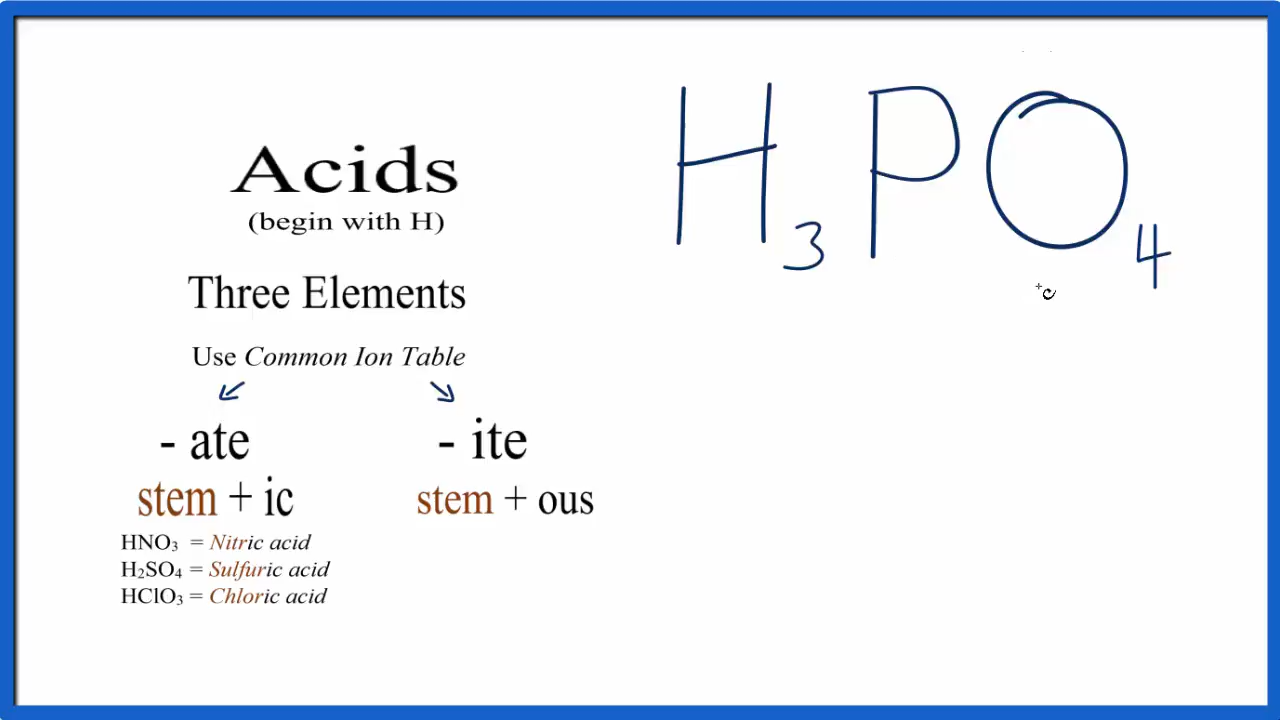 Acids
(begin with H)
Three Elements
Use Common Ion Table
- ate
stem + ic
HNO₃ = Nitric acid
H₂SO₄ = Sulfuric acid
HClO₃ = Chloric acid
- ite
stem + ous
H₃PO₄